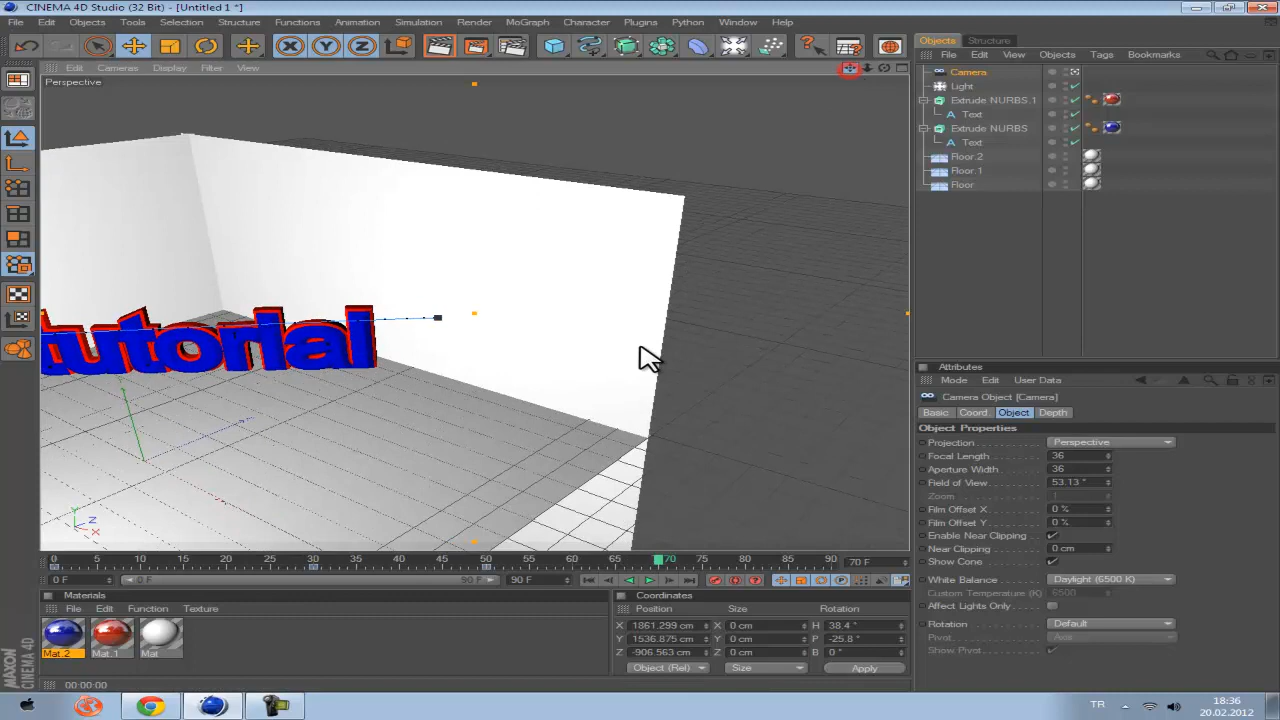 CINEMA 4D Studio (32 Bit) - [Untitled 1 *]
File Edit Objects Tools Selection Structure Functions Animation Simulation Render MoGraph Character Plugins Python Window Help
Edit Cameras Display Filter View
Perspective
Objects Structure
File Edit View Objects Tags Bookmarks
Camera
Light
Extrude NURBS.1
Text
Extrude NURBS
Text
Floor.2
Floor.1
Floor
tutorial
Y
Z
X
Attributes
Mode Edit User Data
Camera Object [Camera]
Basic Coord. Object Depth
Object Properties
Projection Perspective
Focal Length 36
Aperture Width 36
Field of View 53.13 °
Zoom 1
Film Offset X 0 %
Film Offset Y 0 %
Enable Near Clipping
Near Clipping 0 cm
Show Cone
White Balance Daylight (6500 K)
Custom Temperature (K) 6500
Affect Lights Only
Rotation Default
Pivot Axis
Show Pivot
0 5 10 15 20 25 30 35 40 45 50 55 60 65 70 75 80 85 90 70 F
0 F 0 F 90 F 90 F
Materials
File Edit Function Texture
Mat.2 Mat.1 Mat
Coordinates
Position Size Rotation
X 1861.299 cm X 0 cm H 38.4 °
Y 1536.875 cm Y 0 cm P -25.8 °
Z -906.563 cm Z 0 cm B 0 °
Object (Rel) Size Apply
MAXON
CINEMA 4D
00:00:00
TR
18:36
20.02.2012